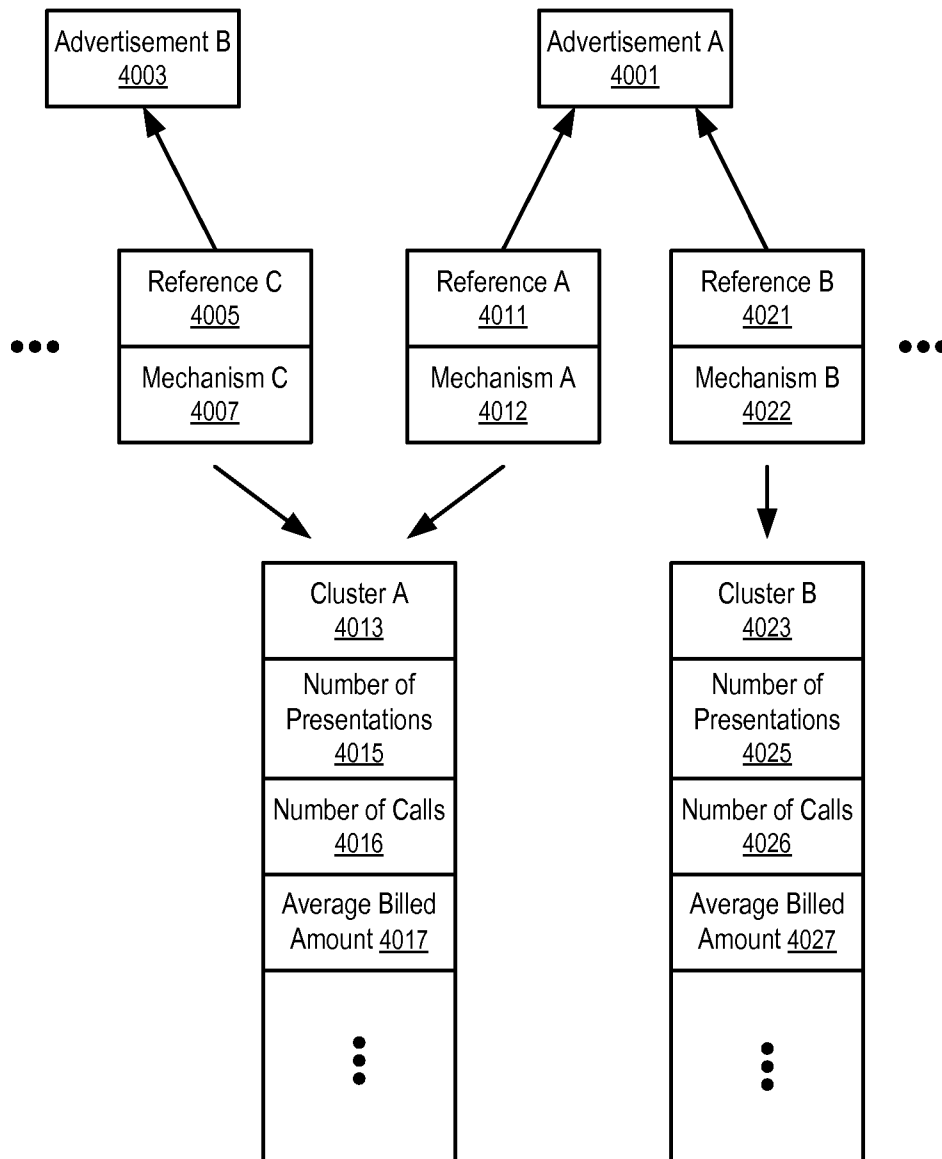 Advertisement B
4003
Advertisement A
4001
Reference C
4005
Mechanism C
4007
Reference A
4011
Mechanism A
4012
Reference B
4021
Mechanism B
4022
Cluster A
4013
Number of
Presentations
4015
Number of Calls
4016
Average Billed
Amount 4017
Cluster B
4023
Number of
Presentations
4025
Number of Calls
4026
Average Billed
Amount 4027